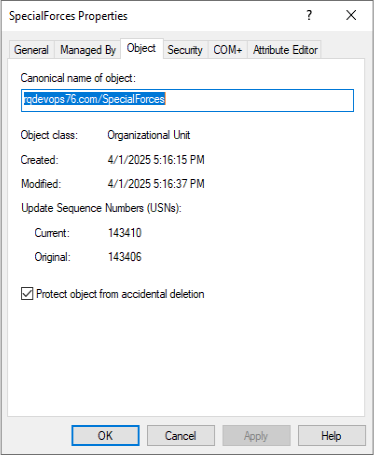 SpecialForces Properties
?
General Managed By Object Security COM+ Attribute Editor
Canonical name of object:
rqdevops76.com/SpecialForces
Object class: Organizational Unit
Created: 4/1/2025 5:16:15 PM
Modified: 4/1/2025 5:16:37 PM
Update Sequence Numbers (USNs):
Current: 143410
Original: 143406
Protect object from accidental deletion
OK Cancel Apply Help